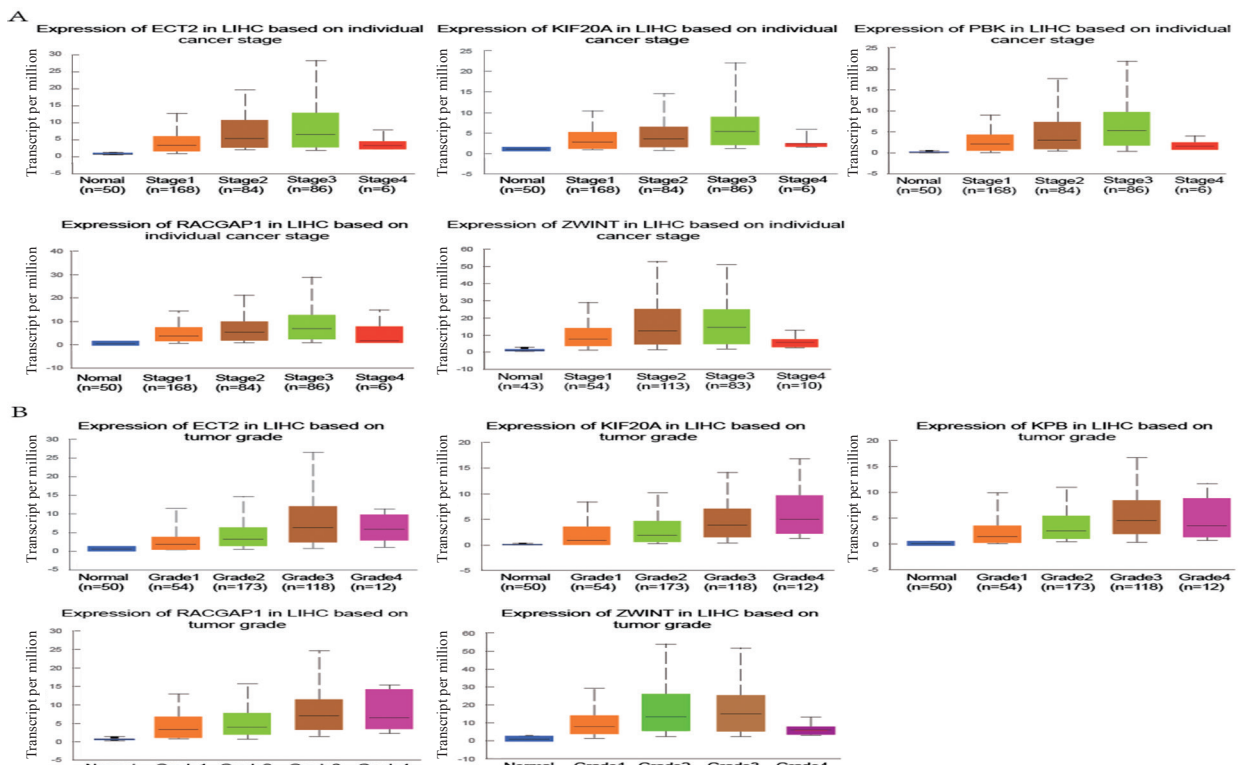 A
Expression of ECT2 in LIHC based on individual
cancer stage
Transcript per million
30
25
20
15
10
5
0
-5
Normal Stage1 Stage2 Stage3 Stage4
(n=50) (n=168) (n=84) (n=86) (n=6)
Expression of KIF20A in LIHC based on individual
cancer stage
Transcript per million
25
20
15
10
5
0
-5
Normal Stage1 Stage2 Stage3 Stage4
(n=50) (n=168) (n=84) (n=86) (n=6)
Expression of PBK in LIHC based on individual
cancer stage
Transcript per million
25
20
15
10
5
0
-5
Nomal Stage1 Stage2 Stage3 Stage4
(n=50) (n=168) (n=84) (n=86) (n=6)
Expression of RACGAP1 in LIHC based on
individual cancer stage
Transcript per million
40
30
20
10
0
-10
Nomal Stage1 Stage2 Stage3 Stage4
(n=50) (n=168) (n=84) (n=86) (n=6)
Expression of ZWINT in LIHC based on individual
cancer stage
Transcript per million
60
50
40
30
20
10
0
-10
Nomal Stage1 Stage2 Stage3 Stage4
(n=43) (n=54) (n=113) (n=83) (n=10)
B
Expression of ECT2 in LIHC based on
tumor grade
Transcript per million
30
25
20
15
10
5
0
-5
Normal Grade1 Grade2 Grade3 Grade4
(n=50) (n=54) (n=173) (n=118) (n=12)
Expression of KIF20A in LIHC based on
tumor grade
Transcript per million
20
15
10
5
0
-5
Normal Grade1 Grade2 Grade3 Grade4
(n=50) (n=54) (n=173) (n=118) (n=12)
Expression of KPB in LIHC based on
tumor grade
Transcript per million
20
15
10
5
0
-5
Normal Grade1 Grade2 Grade3 Grade4
(n=50) (n=54) (n=173) (n=118) (n=12)
Expression of RACGAP1 in LIHC based on
tumor grade
Transcript per million
30
25
20
15
10
5
0
-5
Expression of ZWINT in LIHC based on
tumor grade
Transcript per million
60
50
40
30
20
10
0
-10